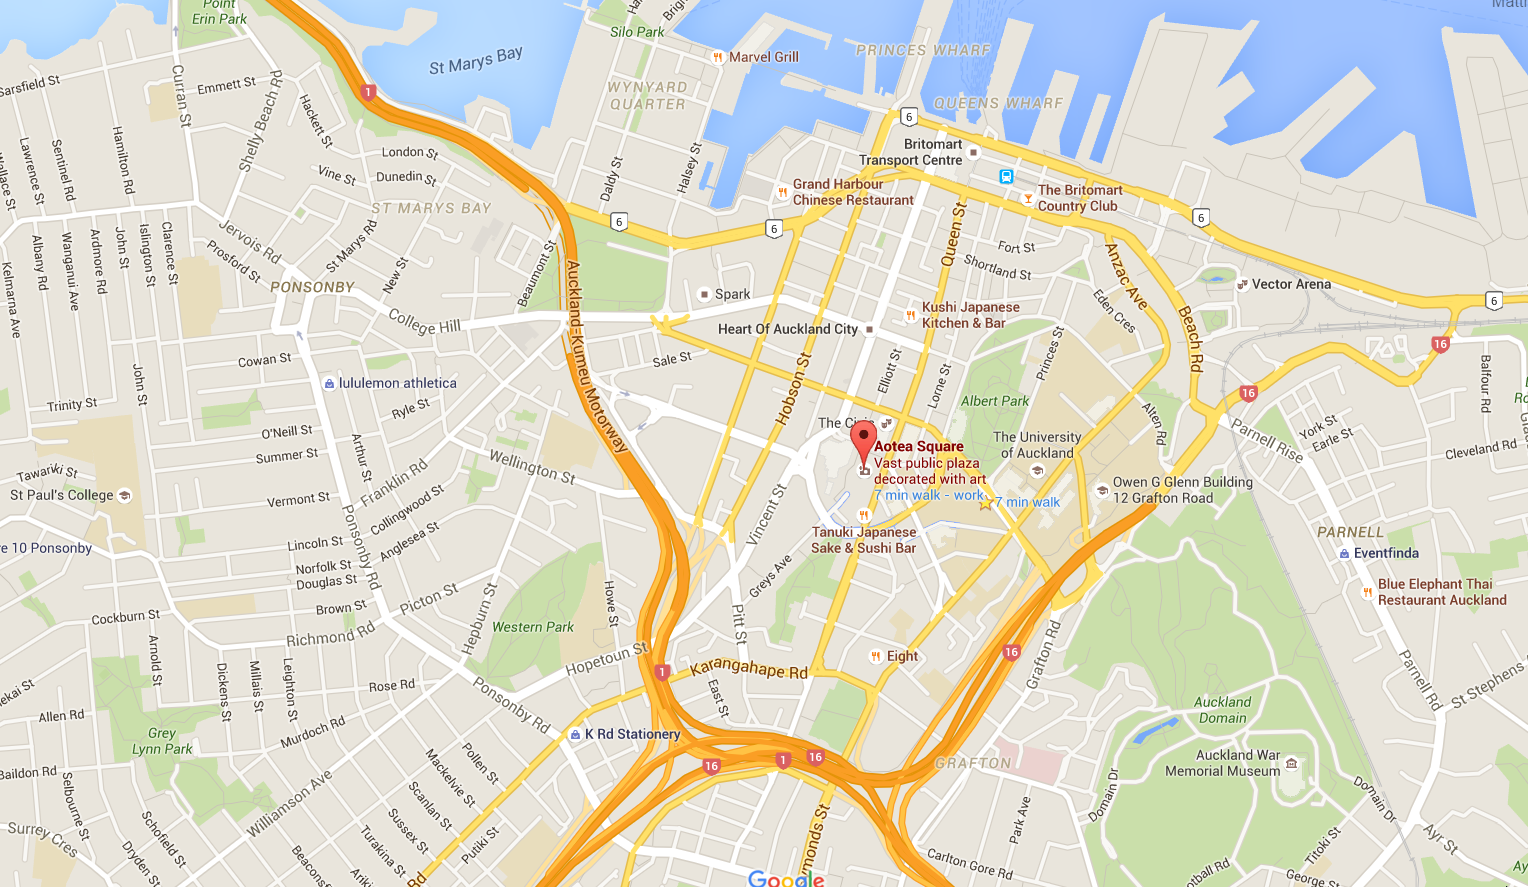 Point
Erin Park
Sarsfield St
Emmett St
Curran St
Shelly Beach Rd
Hackett St
London St
Vine St
Dunedin St
ST MARYS BAY
St Marys Bay
1
Silo Park
Marvel Grill
WYNYARD
QUARTER
PRINCES WHARF
QUEENS WHARF
6
Britomart
Transport Centre
Grand Harbour
Chinese Restaurant
The Britomart
Country Club
Daldy St
Halsey St
6
6
6
Wallace St
Lawrence St
Sentinel Rd
Hamilton Rd
Kelmarna Ave
Albany Rd
Wanganui Ave
Ardmore Rd
John St
Islington St
Clarence St
Jervois Rd
Prosford St
St Marys Rd
New St
Beaumont St
PONSONBY
College Hill
Auckland-Kumeu Motorway
Spark
Heart Of Auckland City
Kushi Japanese
Kitchen & Bar
Queen St
Fort St
Shortland St
Anzac Ave
Eden Cres
Beach Rd
Vector Arena
6
16
16
Balfour Rd
Cowan St
lululemon athletica
Trinity St
John St
Ryle St
O'Neill St
Summer St
Arthur St
Sale St
Hobson St
Elliott St
Lorne St
Princes St
Albert Park
Alten Rd
Parnell Rise
York St
Earle St
Cleveland Rd
Tawariki St
St Paul's College
Vermont St
Franklin Rd
Wellington St
Collingwood St
Anglesea St
Ponsonby Rd
The Civic
Aotea Square
Vast public plaza
decorated with art
7 min walk - work
7 min walk
The University
of Auckland
Owen G Glenn Building
12 Grafton Road
Vincent St
Tanuki Japanese
Sake & Sushi Bar
PARNELL
Eventfinda
Blue Elephant Thai
Restaurant Auckland
10 Ponsonby
Lincoln St
Norfolk St
Douglas St
Brown St
Picton St
Cockburn St
Richmond Rd
Hepburn St
Western Park
Howe St
Greys Ave
Pitt St
Hopetoun St
Karangahape Rd
Eight
1
16
Grafton Rd
Parnell Rd
St Stephens
Arnold St
Dickens St
Millais St
Leighton St
Rose Rd
Allen Rd
Murdoch Rd
Ponsonby Rd
Grey
Lynn Park
K Rd Stationery
East St
16
1
16
GRAFTON
Auckland
Domain
Auckland War
Memorial Museum
Domain Dr
Domain Dr
Park Ave
Baildon Rd
Selbourne St
Williamson Ave
Pollen St
Mackelvie St
Scanlan St
Sussex St
Turakina St
Putiki St
Surrey Cres
Schofield St
Dryden St
Rd
Google
Carlton Gore Rd
Titoki St
George St
Ayr St